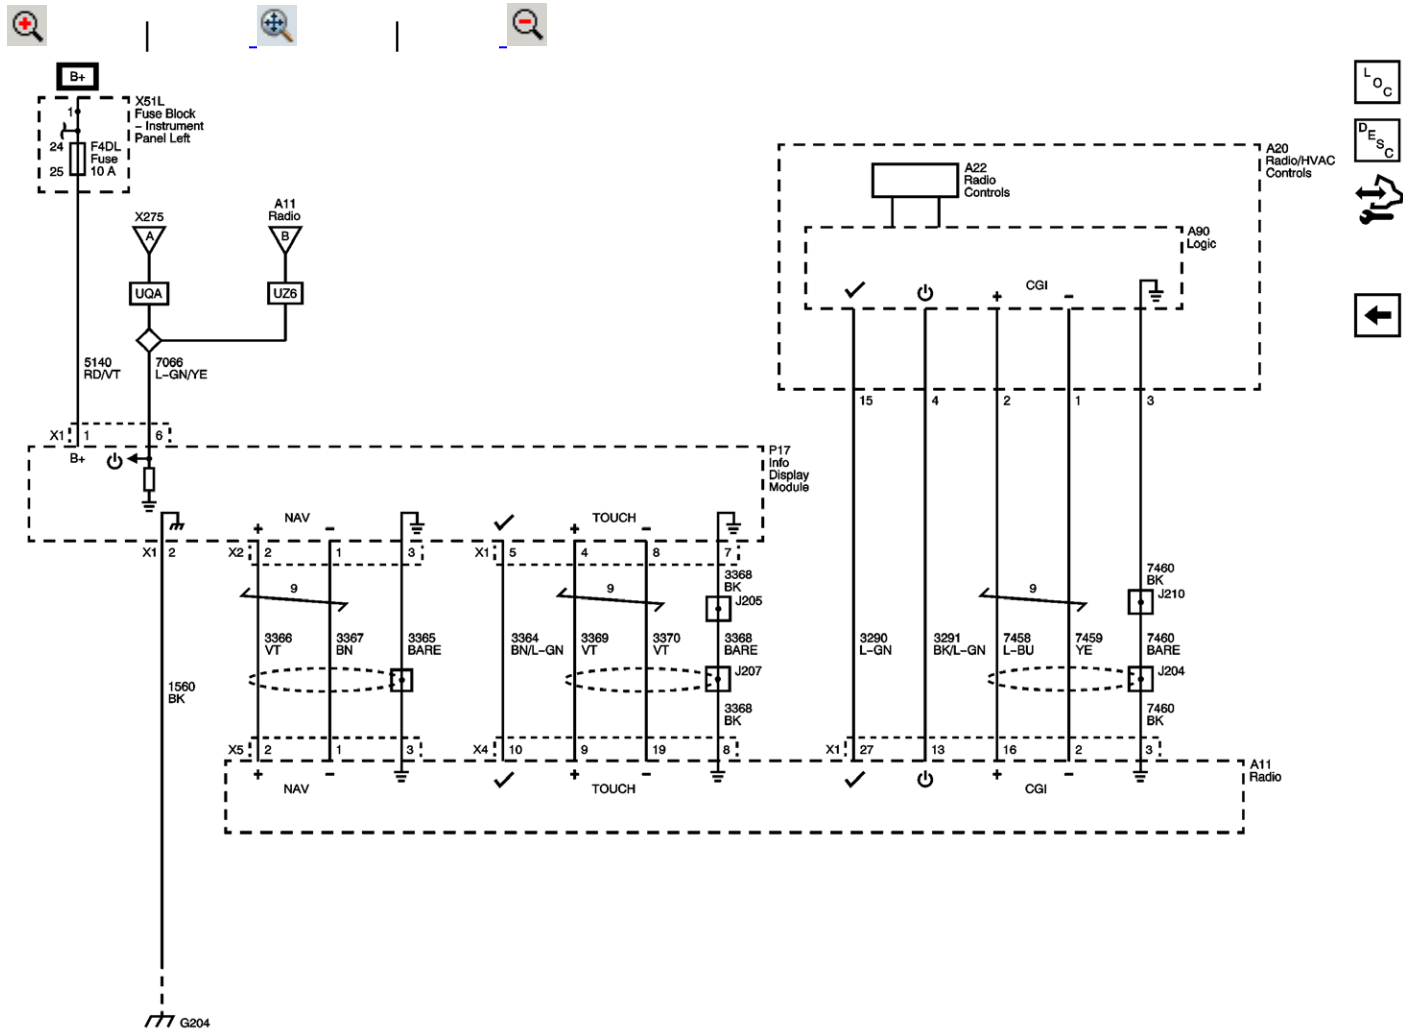 B+
X51L
Fuse Block
– Instrument
Panel Left
1
24
25
F4DL
Fuse
10 A
X275
A
A11
Radio
B
UQA
UZ6
5140
RD/VT
7066
L-GN/YE
X1
1
6
B+
P17
Info
Display
Module
NAV
TOUCH
+
–
+
–
X1
2
X2
2
1
3
X1
5
4
8
7
9
9
3368
BK
J205
3366
VT
3367
BN
3365
BARE
3364
BN/L-GN
3369
VT
3370
VT
3368
BARE
J207
3368
BK
1560
BK
X5
2
1
3
X4
10
9
19
8
+
–
+
–
NAV
TOUCH
G204
A20
Radio/HVAC
Controls
A22
Radio
Controls
A90
Logic
CGI
+
–
15
4
2
1
3
7460
BK
J210
9
3290
L-GN
3291
BK/L-GN
7458
L-BU
7459
YE
7460
BARE
J204
7460
BK
X1
27
13
16
2
3
+
–
CGI
A11
Radio
LOC
DESC